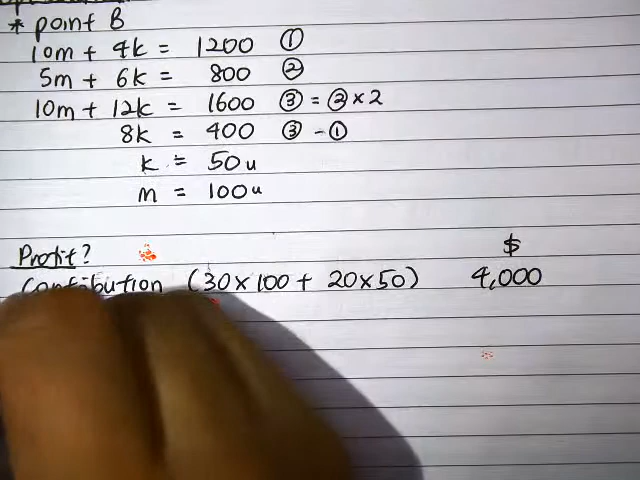 * point B
10m + 4k = 1200 ①
5m + 6k = 800 ②
10m + 12k = 1600 ③ = ② × 2
8k = 400 ③ - ①
k = 50u
m = 100u
Profit? $
Contribution (30 × 100 + 20 × 50) 4,000